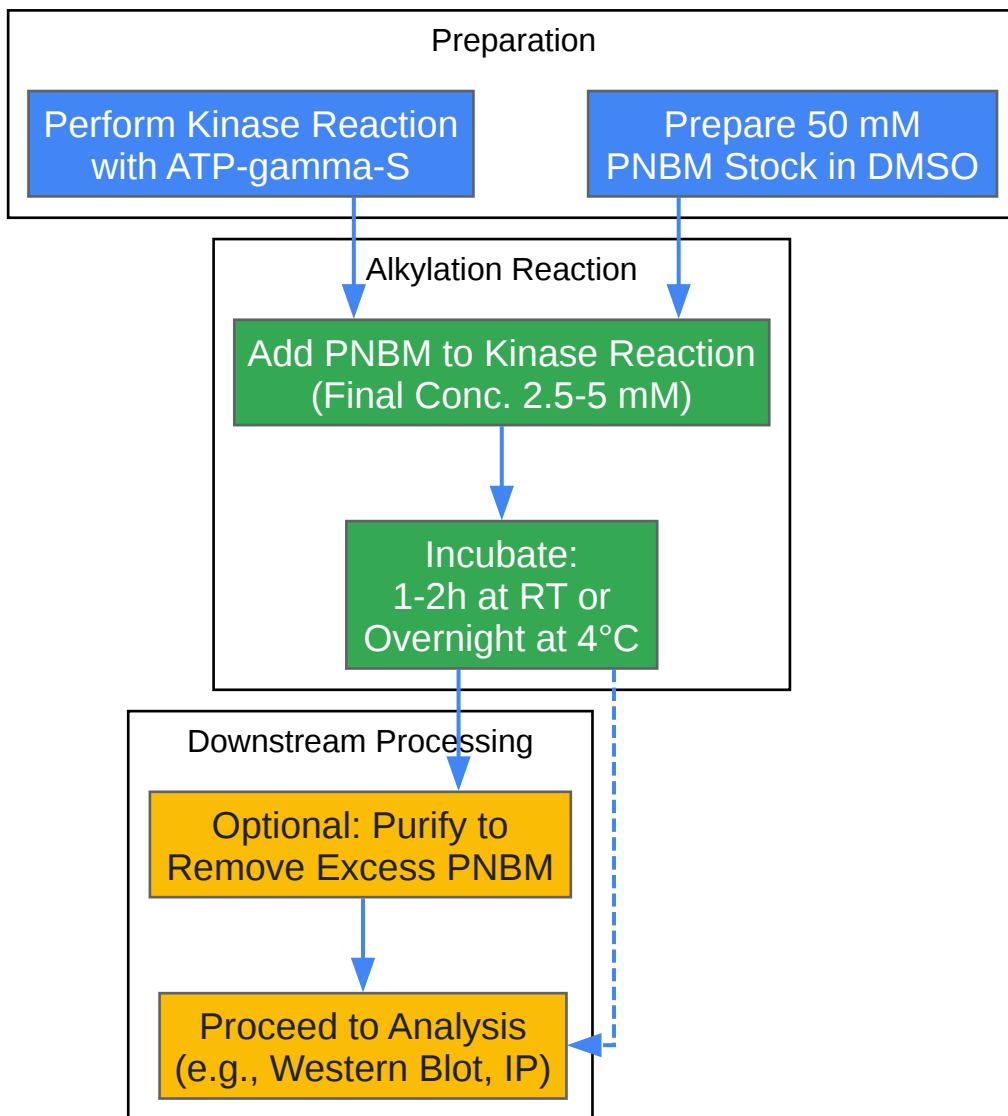 Preparation
Perform Kinase Reaction
with ATP-gamma-S
Prepare 50 mM
PNBM Stock in DMSO
Alkylation Reaction
Add PNBM to Kinase Reaction
(Final Conc. 2.5-5 mM)
Incubate:
1-2h at RT or
Overnight at 4°C
Downstream Processing
Optional: Purify to
Remove Excess PNBM
Proceed to Analysis
(e.g., Western Blot, IP)